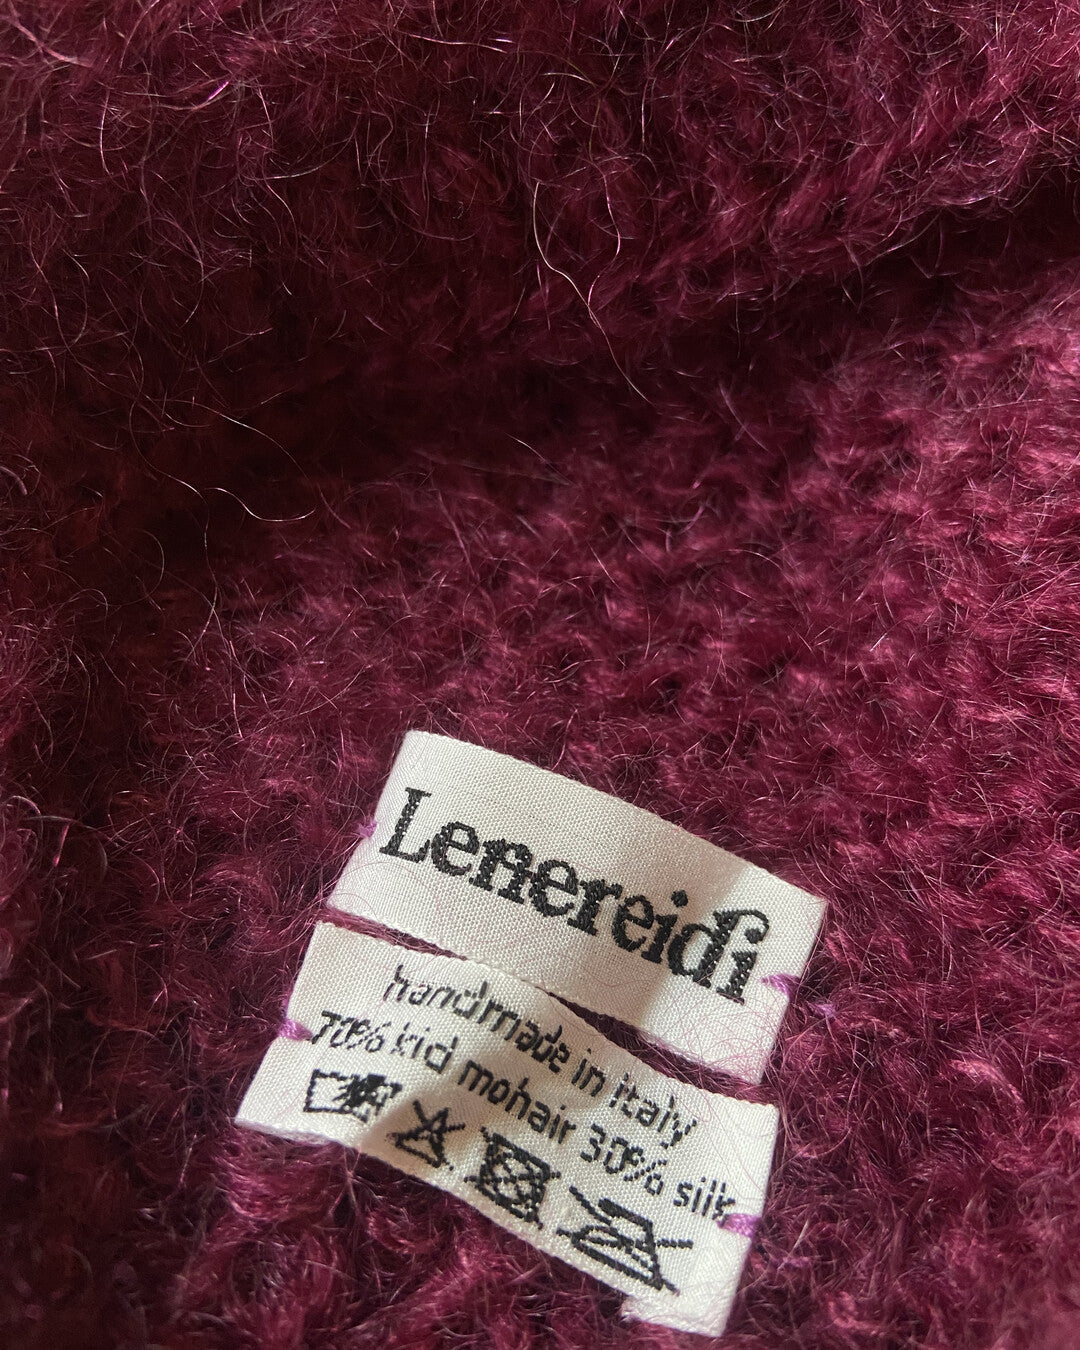 Lenereidi
handmade in italy
70% kid mohair 30% silk